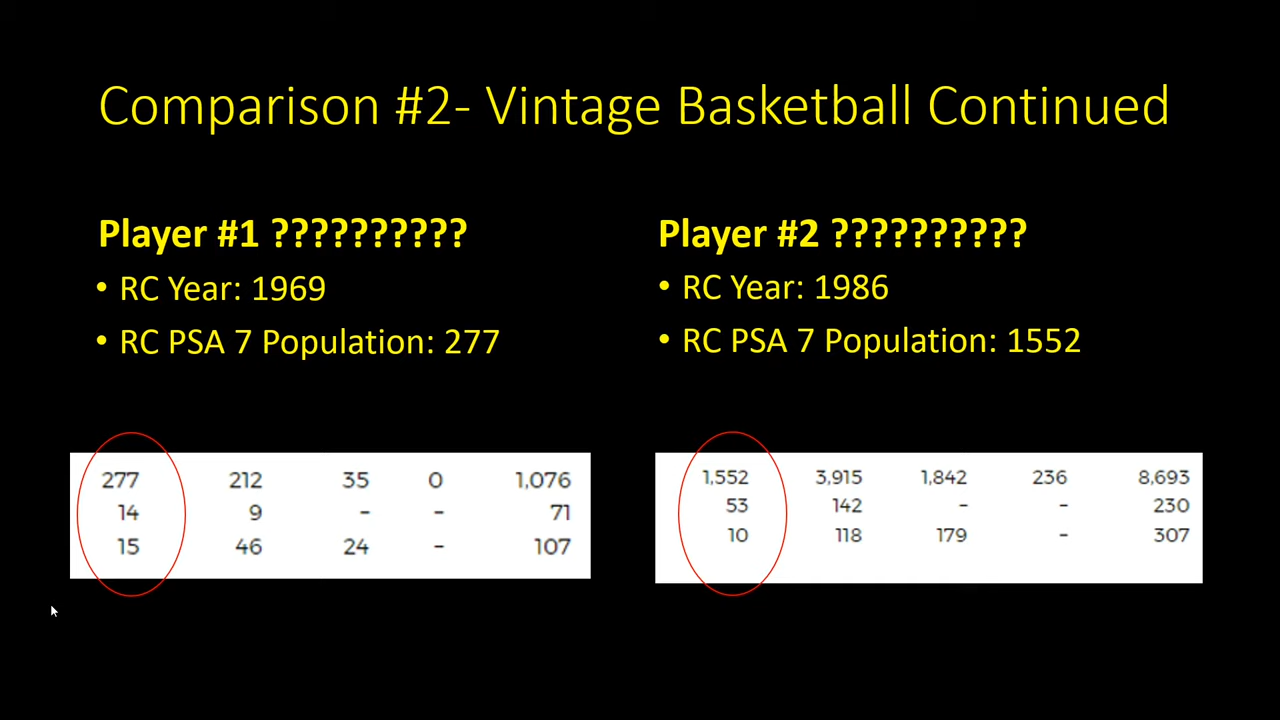 Comparison #2- Vintage Basketball Continued
Player #1 ??????????
• RC Year: 1969
• RC PSA 7 Population: 277
277 212 35 0 1,076
14 9 - - 71
15 46 24 - 107
Player #2 ??????????
• RC Year: 1986
• RC PSA 7 Population: 1552
1,552 3,915 1,842 236 8,693
53 142 - - 230
10 118 179 - 307